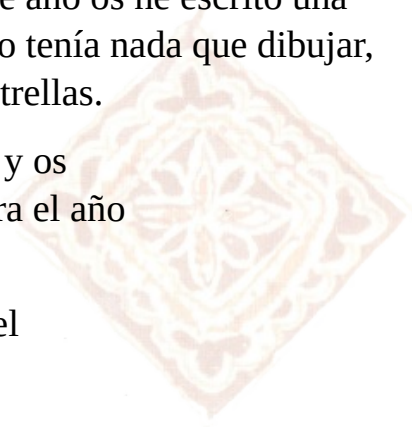 e año os he escrito una
o tenía nada que dibujar,
trellas.
y os
ra el año
el